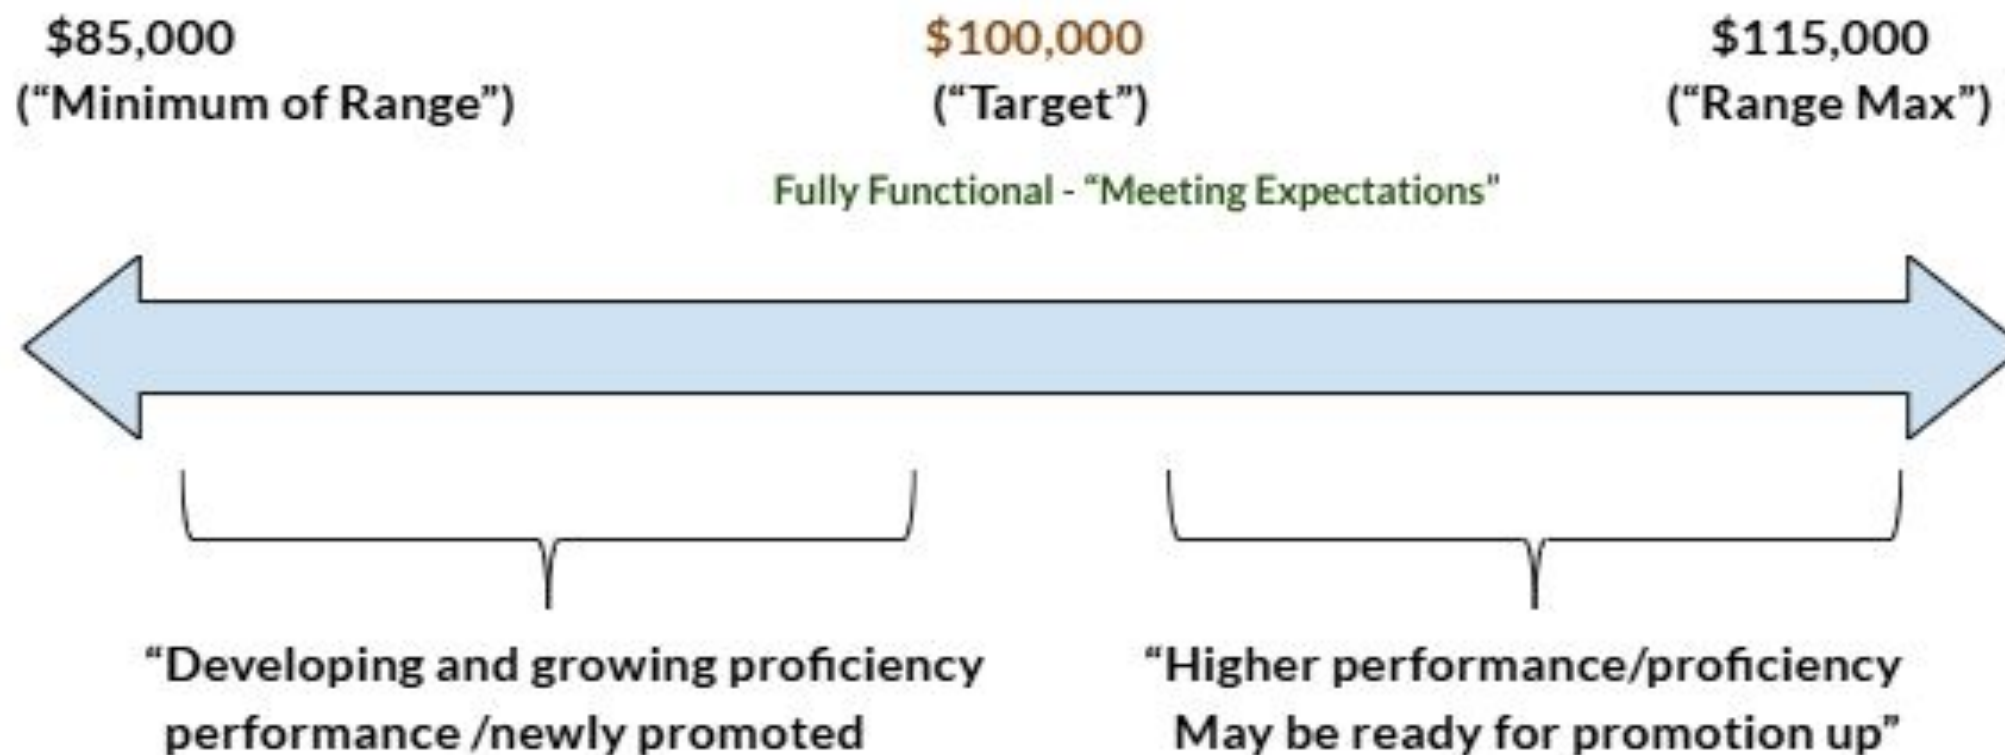 $85,000
(“Minimum of Range”)
$100,000
(“Target”)
$115,000
(“Range Max”)
Fully Functional - “Meeting Expectations”
“Developing and growing proficiency
performance /newly promoted
“Higher performance/proficiency
May be ready for promotion up”